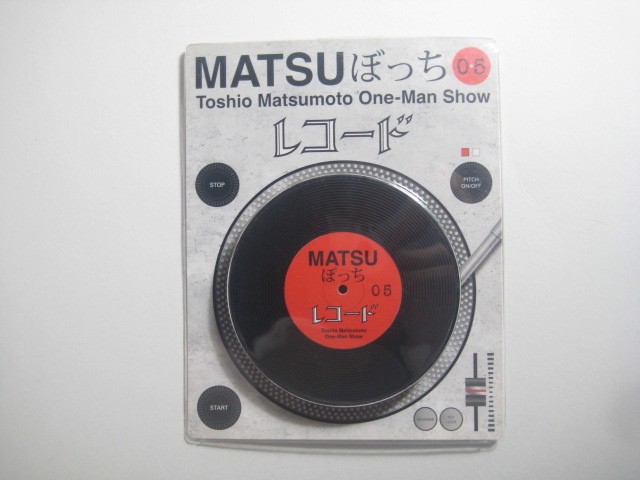 MATSUぼっち 05
Toshio Matsumoto One-Man Show
レコード
STOP
PITCH
ON/OFF
MATSU
ぼっち
05
レコード
Toshio Matsumoto
One-Man Show
START